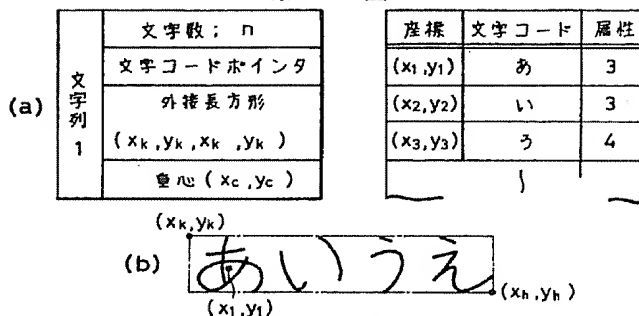 (a)
文字列1
文字数; n
文字コードポインタ
外接長方形
(xk,yk,xk ,yk )
重心 (xc,yc)
座標 文字コード 属性
(x1,y1) あ 3
(x2,y2) い 3
(x3,y3) う 4
(xk,yk)
(b)
あいうえ
(xh,yh)
(x1,y1)